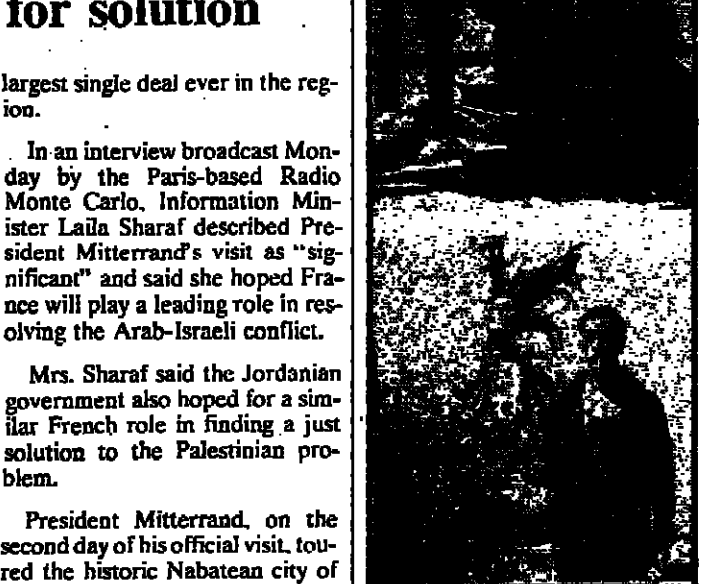 for solution
largest single deal ever in the reg-
ion.
In an interview broadcast Mon-
day by the Paris-based Radio
Monte Carlo, Information Min-
ister Laila Sharaf described Pre-
sident Mitterrand's visit as "sig-
nificant" and said she hoped Fra-
nce will play a leading role in res-
olving the Arab-Israeli conflict.
Mrs. Sharaf said the Jordanian
government also hoped for a sim-
ilar French role in finding a just
solution to the Palestinian pro-
blem.
President Mitterrand, on the
second day of his official visit, tou-
red the historic Nabatean city of